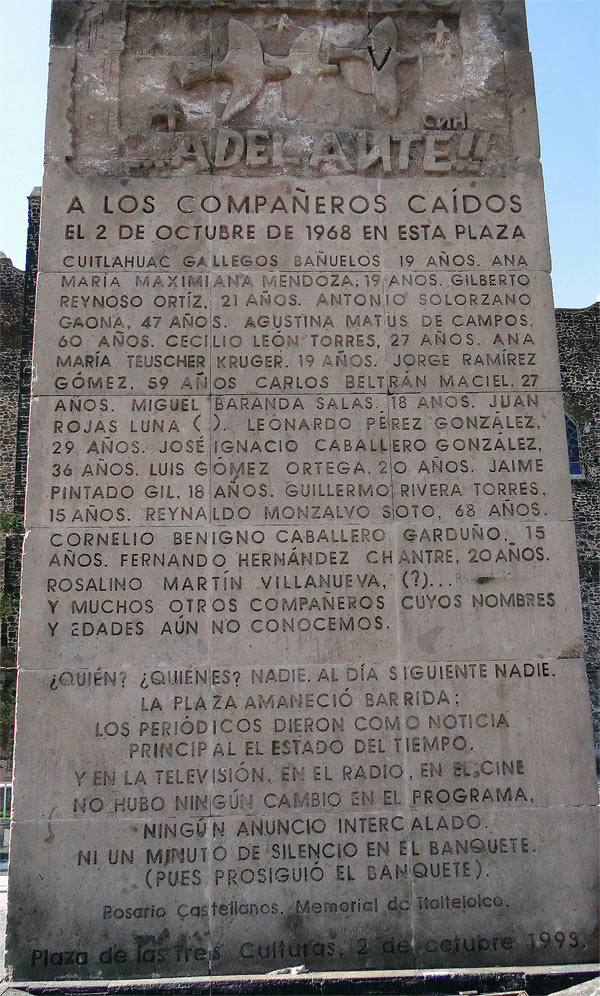 ...ADELANTE!!
A LOS COMPAÑEROS CAÍDOS
EL 2 DE OCTUBRE DE 1968 EN ESTA PLAZA
CUITLAHUAC GALLEGOS BAÑUELOS 19 AÑOS. ANA
MARÍA MAXIMIANA MENDOZA, 19 AÑOS. GILBERTO
REYNOSO ORTÍZ, 21 AÑOS. ANTONIO SOLORZANO
GAONA, 47 AÑOS. AGUSTINA MATUS DE CAMPOS,
60 AÑOS. CECILIO LEÓN TORRES, 27 AÑOS. ANA
MARÍA TEUSCHER KRUGER. 19 AÑOS. JORGE RAMÍREZ
GÓMEZ, 59 AÑOS CARLOS BELTRÁN MACIEL, 27
AÑOS. MIGUEL BARANDA SALAS. 18 AÑOS. JUAN
ROJAS LUNA ( ). LEONARDO PÉREZ GONZÁLEZ,
29 AÑOS. JOSÉ IGNACIO CABALLERO GONZÁLEZ,
36 AÑOS. LUIS GÓMEZ ORTEGA, 20 AÑOS. JAIME
PINTADO GIL, 18 AÑOS. GUILLERMO RIVERA TORRES,
15 AÑOS. REYNALDO MONZALVO SOTO, 68 AÑOS.
CORNELIO BENIGNO CABALLERO GARDUÑO, 15
AÑOS. FERNANDO HERNÁNDEZ CHANTRE, 20 AÑOS.
ROSALINO MARTÍN VILLANUEVA, (?)...
Y MUCHOS OTROS COMPAÑEROS CUYOS NOMBRES
Y EDADES AÚN NO CONOCEMOS.
¿QUIÉN? ¿QUIENES? NADIE. AL DÍA SIGUIENTE NADIE.
LA PLAZA AMANECIÓ BARRIDA;
LOS PERIÓDICOS DIERON COMO NOTICIA
PRINCIPAL EL ESTADO DEL TIEMPO.
Y EN LA TELEVISIÓN, EN EL RADIO, EN EL CINE
NO HUBO NINGÚN CAMBIO EN EL PROGRAMA,
NINGÚN ANUNCIO INTERCALADO.
NI UN MINUTO DE SILENCIO EN EL BANQUETE.
(PUES PROSIGUIÓ EL BANQUETE).
Rosario Castellanos. Memorial de Tlaltelolco.
Plaza de las Tres Culturas, 2 de octubre 1993.